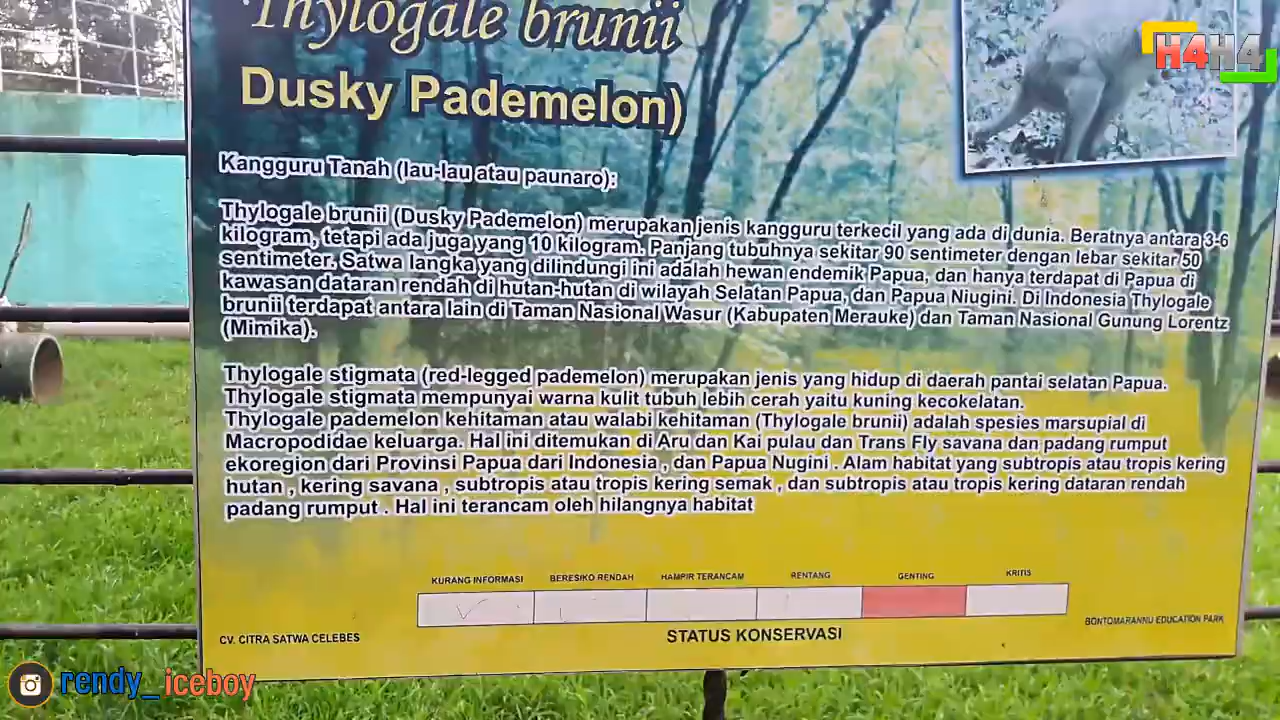 Thylogale brunii
Dusky Pademelon)
H4H4
Kangguru Tanah (lau-lau atau paunaro):
Thylogale brunii (Dusky Pademelon) merupakan jenis kangguru terkecil yang ada di dunia. Beratnya antara 3-6
kilogram, tetapi ada juga yang 10 kilogram. Panjang tubuhnya sekitar 90 sentimeter dengan lebar sekitar 50
sentimeter. Satwa langka yang dilindungi ini adalah hewan endemik Papua, dan hanya terdapat di Papua di
kawasan dataran rendah di hutan-hutan di wilayah Selatan Papua, dan Papua Niugini. Di Indonesia Thylogale
brunii terdapat antara lain di Taman Nasional Wasur (Kabupaten Merauke) dan Taman Nasional Gunung Lorentz
(Mimika).
Thylogale stigmata (red-legged pademelon) merupakan jenis yang hidup di daerah pantai selatan Papua.
Thylogale stigmata mempunyai warna kulit tubuh lebih cerah yaitu kuning kecokelatan.
Thylogale pademelon kehitaman atau walabi kehitaman (Thylogale brunii) adalah spesies marsupial di
Macropodidae keluarga. Hal ini ditemukan di Aru dan Kai pulau dan Trans Fly savana dan padang rumput
ekoregion dari Provinsi Papua dari Indonesia , dan Papua Nugini . Alam habitat yang subtropis atau tropis kering
hutan , kering savana , subtropis atau tropis kering semak , dan subtropis atau tropis kering dataran rendah
padang rumput . Hal ini terancam oleh hilangnya habitat
KURANG INFORMASI BERESIKO RENDAH HAMPIR TERANCAM RENTANG GENTING KRITIS
STATUS KONSERVASI
CV. CITRA SATWA CELEBES
BONTOMARANNU EDUCATION PARK
rendy_iceboy